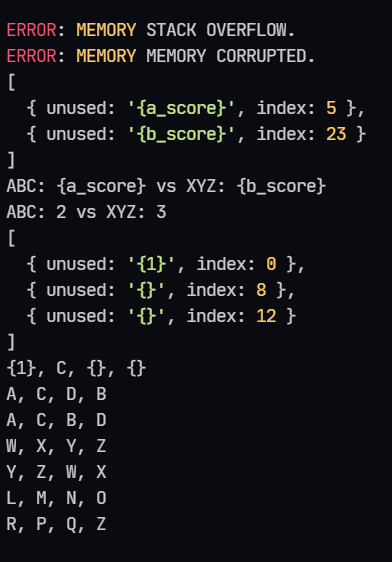 ERROR: MEMORY STACK OVERFLOW.
ERROR: MEMORY MEMORY CORRUPTED.
[
  { unused: '{a_score}', index: 5 },
  { unused: '{b_score}', index: 23 }
]
ABC: {a_score} vs XYZ: {b_score}
ABC: 2 vs XYZ: 3
[
  { unused: '{1}', index: 0 },
  { unused: '{}', index: 8 },
  { unused: '{}', index: 12 }
]
{1}, C, {}, {}
A, C, D, B
A, C, B, D
W, X, Y, Z
Y, Z, W, X
L, M, N, O
R, P, Q, Z